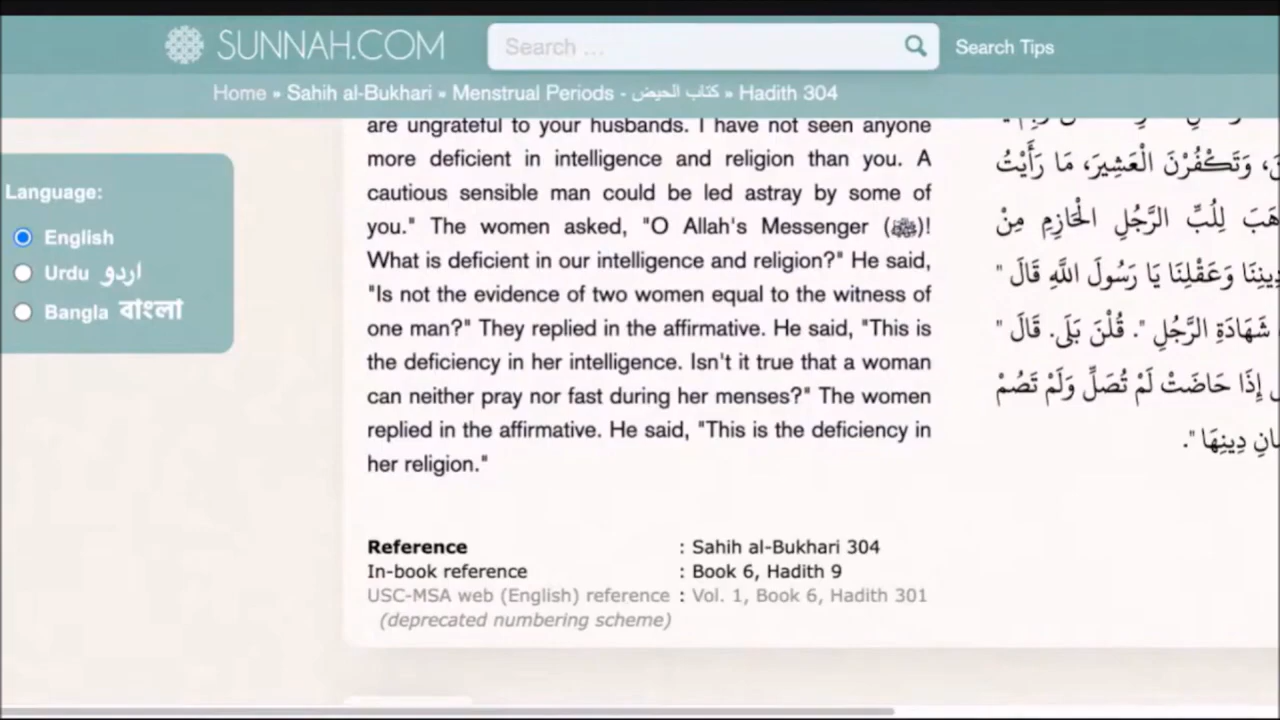 SUNNAH.COM
Search ...
Search Tips
Home » Sahih al-Bukhari » Menstrual Periods - كتاب الحيض » Hadith 304
Language:
English
Urdu اردو
Bangla বাংলা
are ungrateful to your husbands. I have not seen anyone
more deficient in intelligence and religion than you. A
cautious sensible man could be led astray by some of
you." The women asked, "O Allah's Messenger (ﷺ)!
What is deficient in our intelligence and religion?" He said,
"Is not the evidence of two women equal to the witness of
one man?" They replied in the affirmative. He said, "This is
the deficiency in her intelligence. Isn't it true that a woman
can neither pray nor fast during her menses?" The women
replied in the affirmative. He said, "This is the deficiency in
her religion."
وَتَكْفُرْنَ الْعَشِيرَ، مَا رَأَيْتُ
لِلُبِّ الرَّجُلِ الْحَازِمِ مِنْ
وَعَقْلِنَا يَا رَسُولَ اللَّهِ قَالَ "
شَهَادَةِ الرَّجُلِ ". قُلْنَ بَلَى. قَالَ "
إِذَا حَاضَتْ لَمْ تُصَلِّ وَلَمْ تَصُمْ
دِينِهَا ".
Reference : Sahih al-Bukhari 304
In-book reference : Book 6, Hadith 9
USC-MSA web (English) reference : Vol. 1, Book 6, Hadith 301
(deprecated numbering scheme)